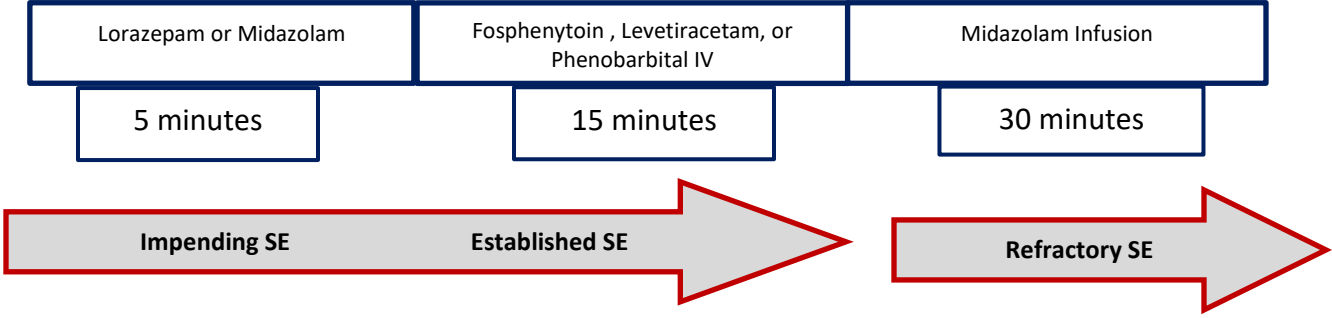 Lorazepam or Midazolam
Fosphenytoin , Levetiracetam, or
Phenobarbital IV
Midazolam Infusion
5 minutes
15 minutes
30 minutes
Impending SE
Established SE
Refractory SE